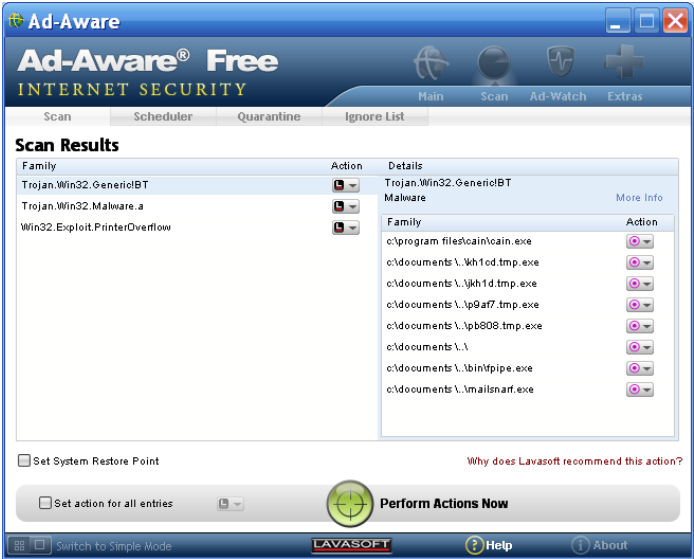 Ad-Aware
Ad-Aware® Free
INTERNET SECURITY
Main Scan Ad-Watch Extras
Scan Scheduler Quarantine Ignore List
Scan Results
Family Action Details
Trojan.Win32.Generic!BT
Trojan.Win32.Malware.a
Win32.Exploit.PrinterOverflow
Trojan.Win32.Generic!BT
Malware More Info
Family Action
c:\program files\cain\cain.exe
c:\documents \..\kh1cd.tmp.exe
c:\documents \..\jkh1d.tmp.exe
c:\documents \..\p9af7.tmp.exe
c:\documents \..\pb808.tmp.exe
c:\documents \..\
c:\documents \..\bin\fpipe.exe
c:\documents \..\mailsnarf.exe
Set System Restore Point
Why does Lavasoft recommend this action?
Set action for all entries
Perform Actions Now
Switch to Simple Mode LAVASOFT Help About